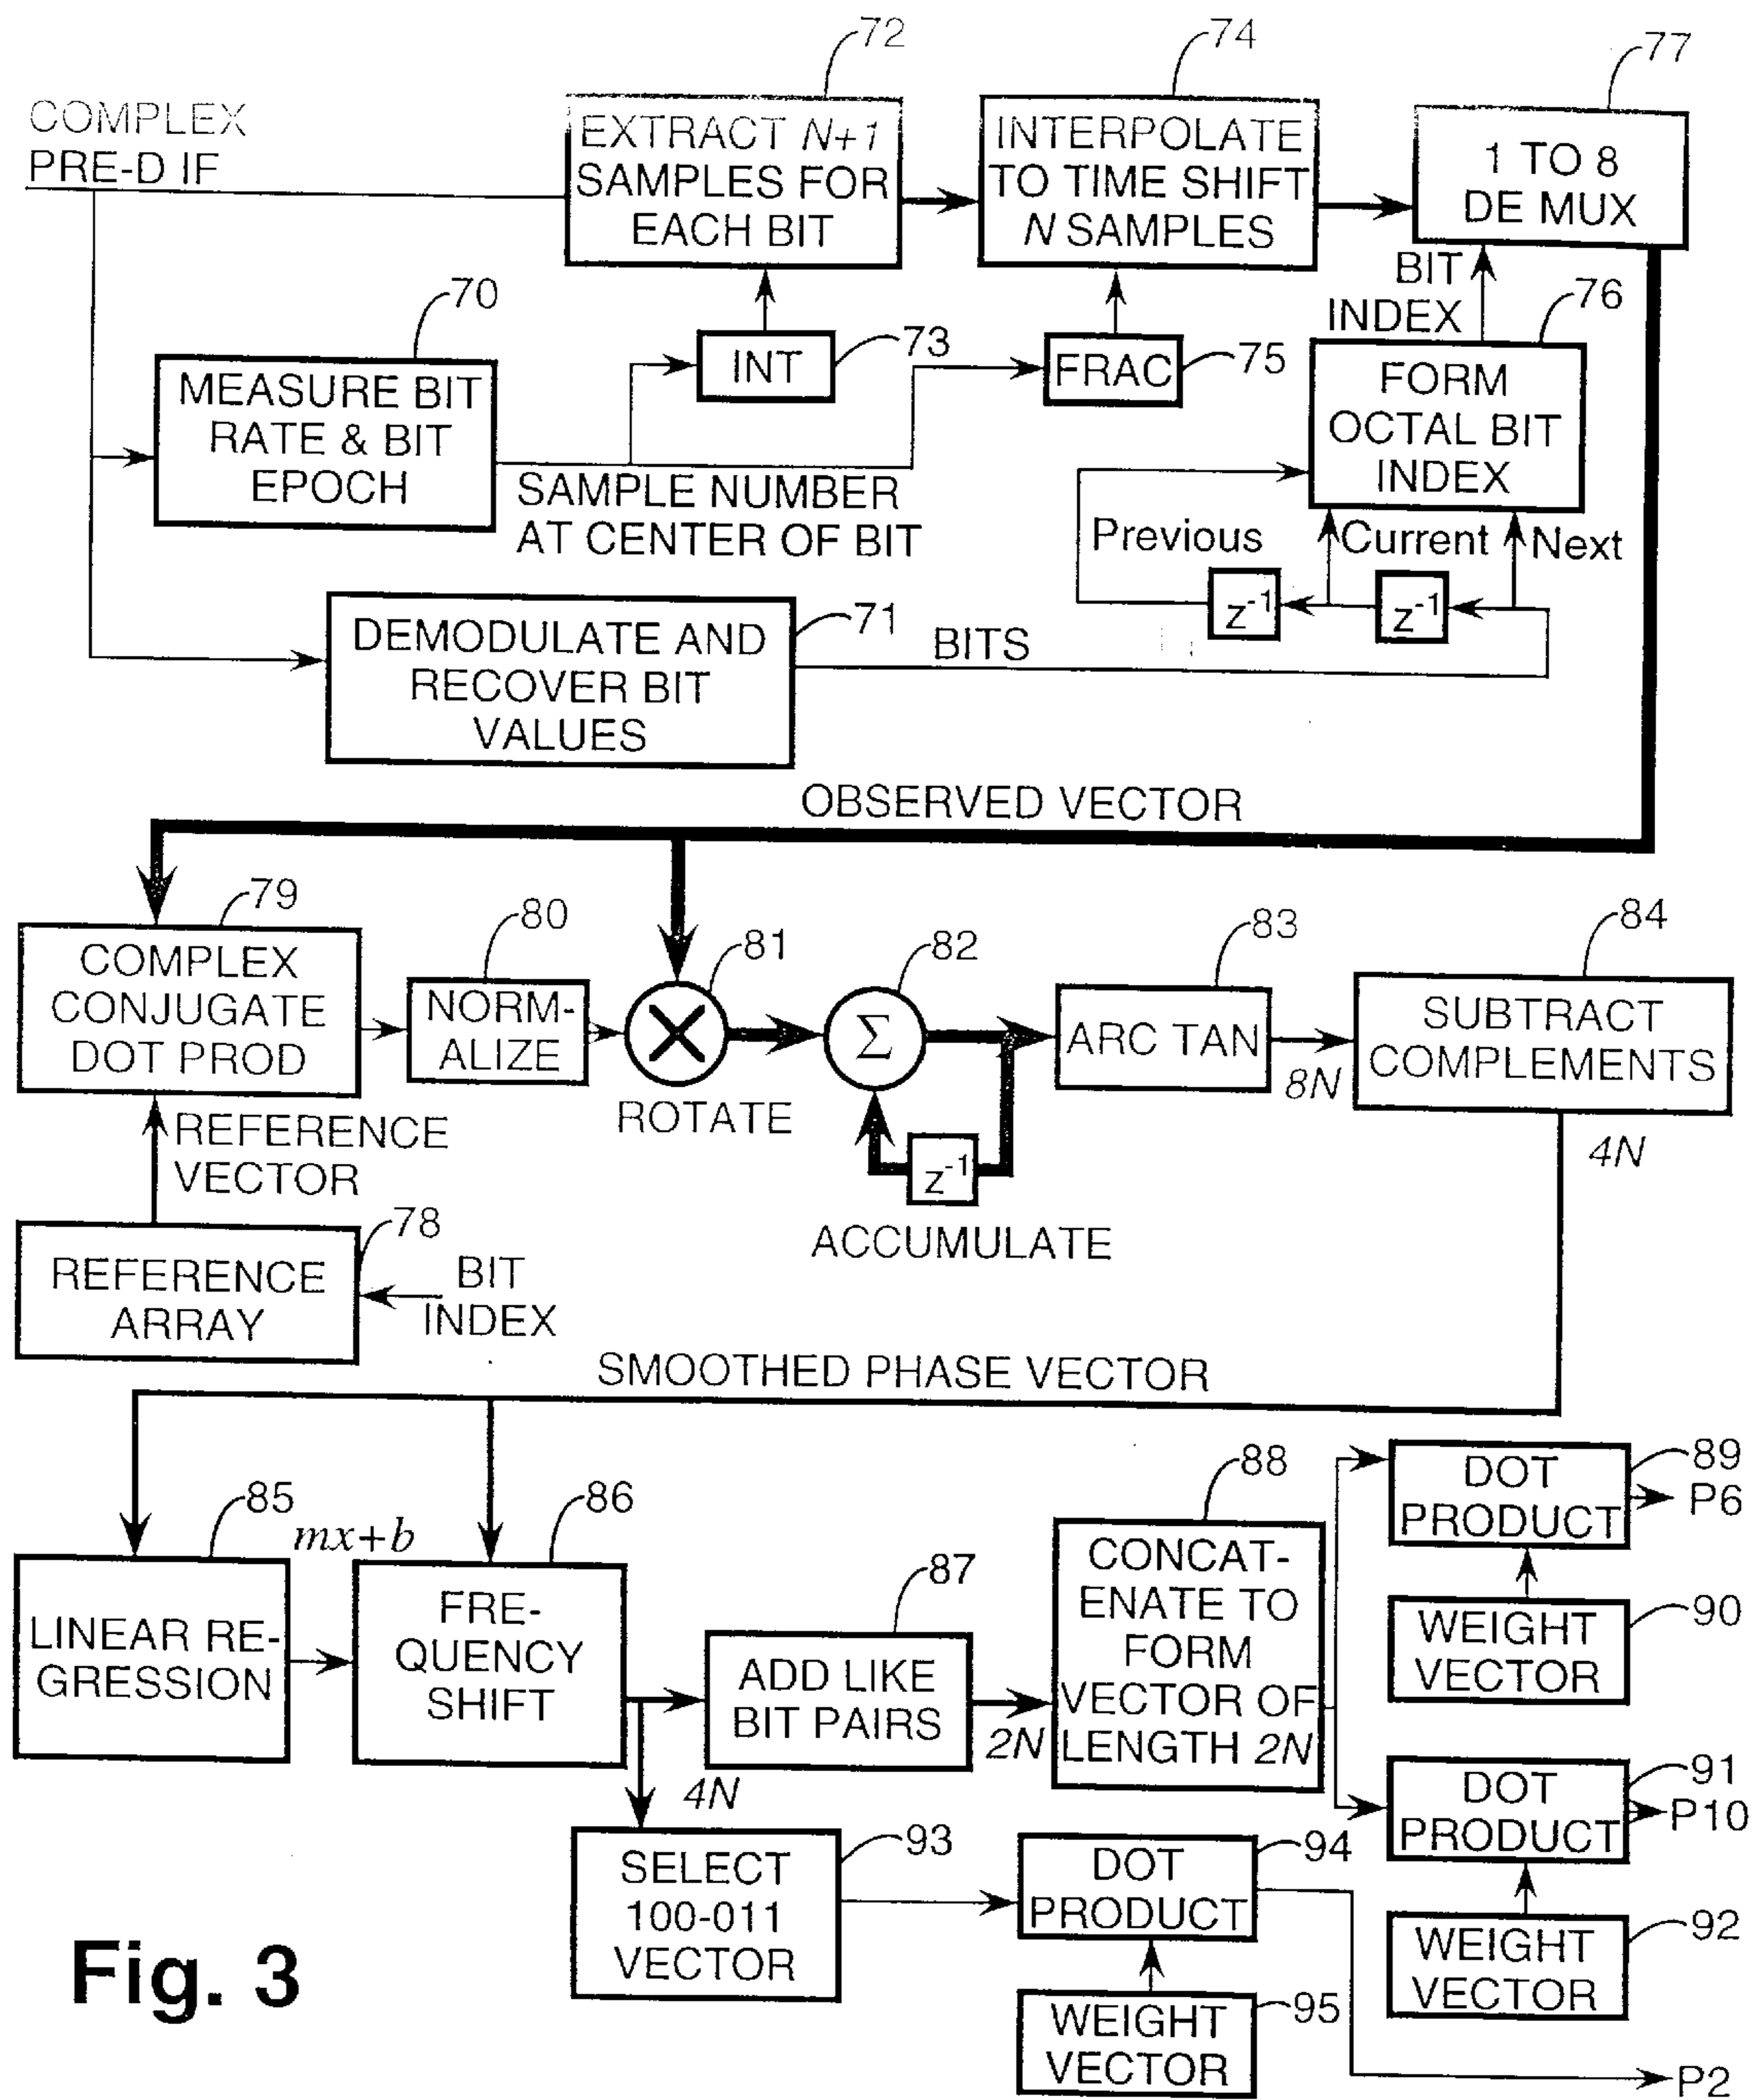 72
74
77
COMPLEX
PRE-D IF
EXTRACT N+1
SAMPLES FOR
EACH BIT
INTERPOLATE
TO TIME SHIFT
N SAMPLES
1 TO 8
DE MUX
BIT
INDEX
70
73
75
76
INT
FRAC
MEASURE BIT
RATE & BIT
EPOCH
FORM
OCTAL BIT
INDEX
SAMPLE NUMBER
AT CENTER OF BIT
Previous
Current
Next
z-1
z-1
71
DEMODULATE AND
RECOVER BIT
VALUES
BITS
OBSERVED VECTOR
79
80
81
82
83
84
COMPLEX
CONJUGATE
DOT PROD
NORM-
ALIZE
Σ
ARC TAN
8N
SUBTRACT
COMPLEMENTS
4N
ROTATE
z-1
ACCUMULATE
REFERENCE
VECTOR
78
REFERENCE
ARRAY
BIT
INDEX
SMOOTHED PHASE VECTOR
85
mx+b
86
87
88
89
LINEAR RE-
GRESSION
FRE-
QUENCY
SHIFT
ADD LIKE
BIT PAIRS
2N
CONCAT-
ENATE TO
FORM
VECTOR OF
LENGTH 2N
DOT
PRODUCT
P6
90
WEIGHT
VECTOR
4N
91
DOT
PRODUCT
P10
93
SELECT
100-011
VECTOR
94
DOT
PRODUCT
92
WEIGHT
VECTOR
95
WEIGHT
VECTOR
P2
Fig. 3